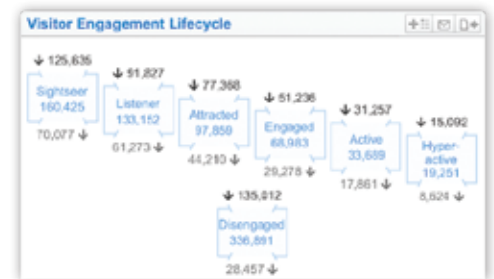 Visitor Engagement Lifecycle
125,635
Sightseer
160,425
70,077
51,827
Listener
133,152
61,273
77,368
Attracted
97,859
44,210
51,236
Engaged
68,983
29,278
31,257
Active
33,689
17,861
15,092
Hyper-
active
19,251
8,624
135,012
Disengaged
336,891
28,457